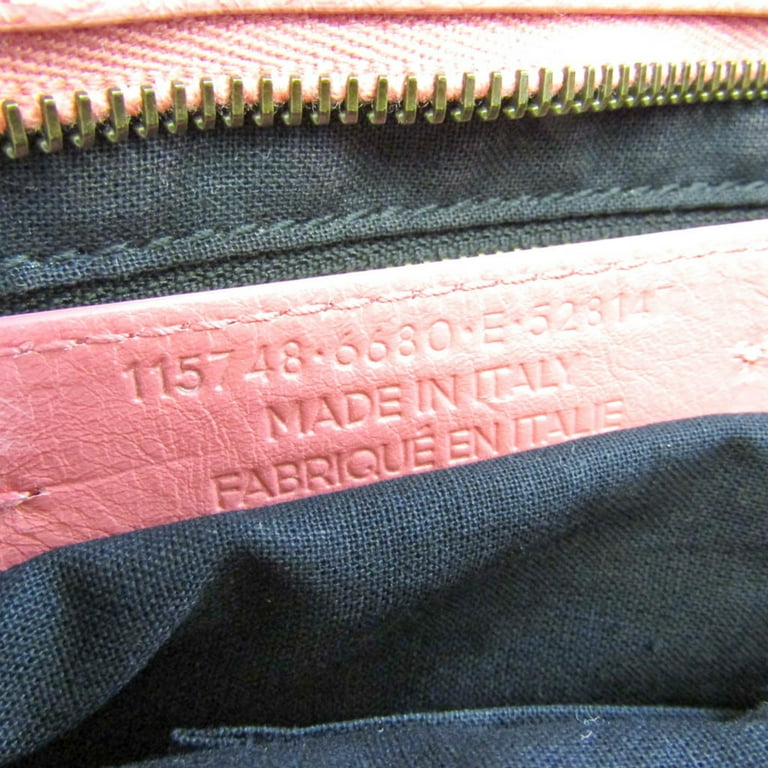 115748·6680·E·528147
MADE IN ITALY
FABRIQUÉ EN ITALIE